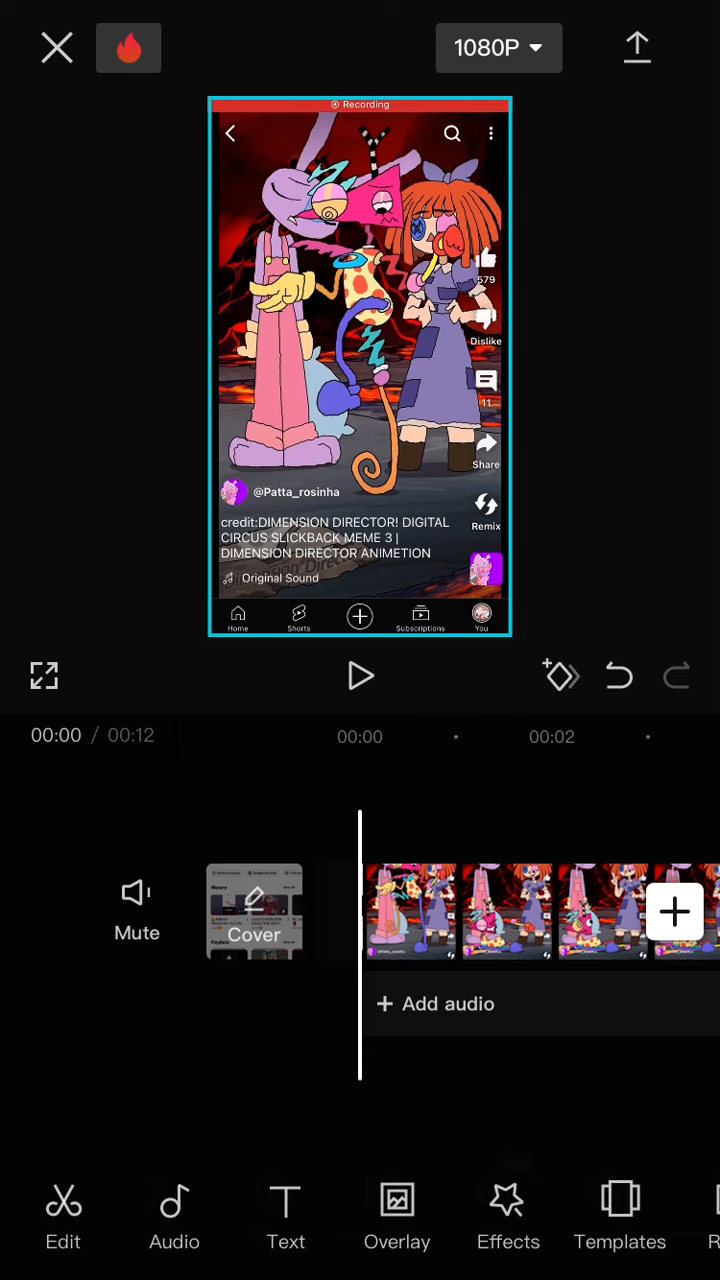 1080P
Recording
579
Dislike
11
Share
@Patta_rosinha
credit:DIMENSION DIRECTOR! DIGITAL
CIRCUS SLICKBACK MEME 3 |
DIMENSION DIRECTOR ANIMETION
Remix
Original Sound
Home
Shorts
Subscriptions
You
00:00 / 00:12
00:00
00:02
Mute
History
Playlists
Cover
Add audio
Edit
Audio
Text
Overlay
Effects
Templates
R